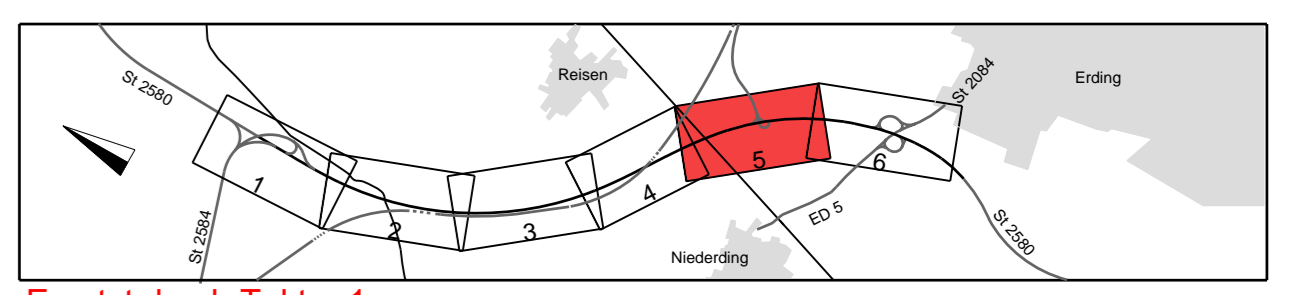 St 2580
Reisen
St 2084
Erding
1
2
3
4
5
6
St 2584
ED 5
Niederding
St 2580